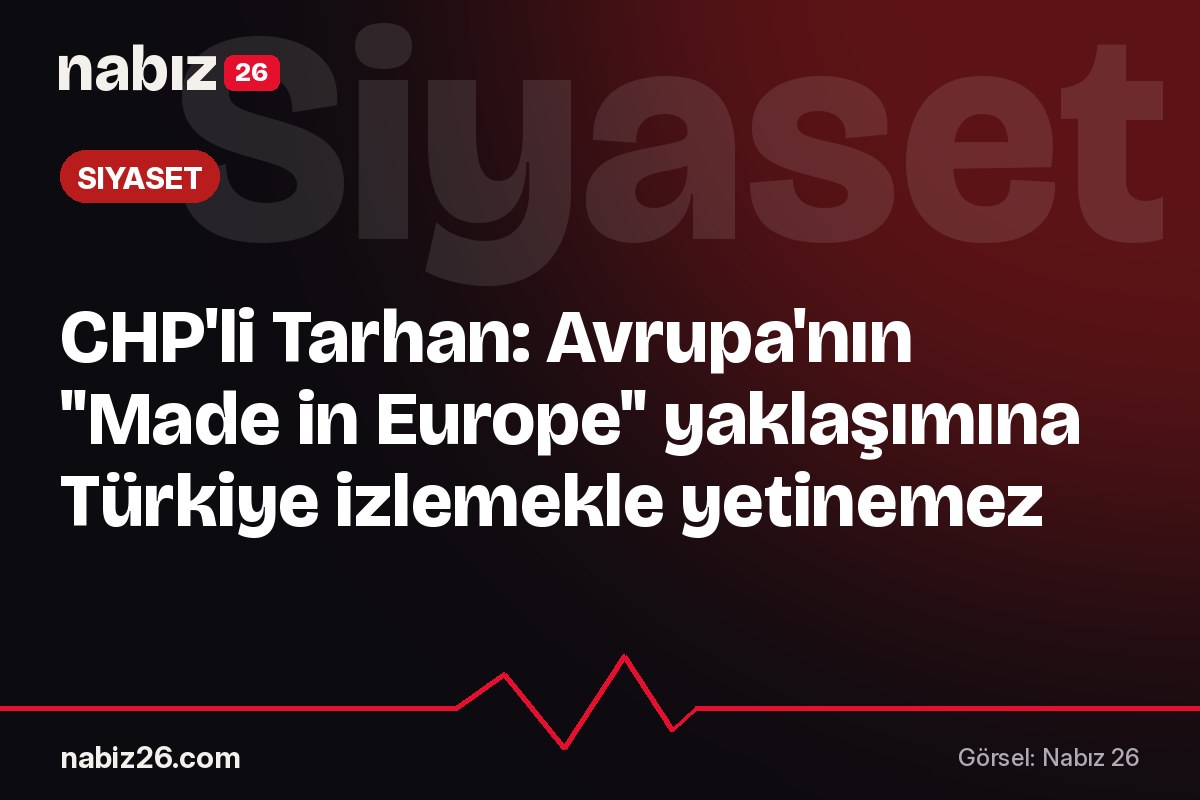 nabız 26
Siyaset
SIYASET
CHP'li Tarhan: Avrupa'nın
"Made in Europe" yaklaşımına
Türkiye izlemekle yetinemez
nabiz26.com
Görsel: Nabız 26